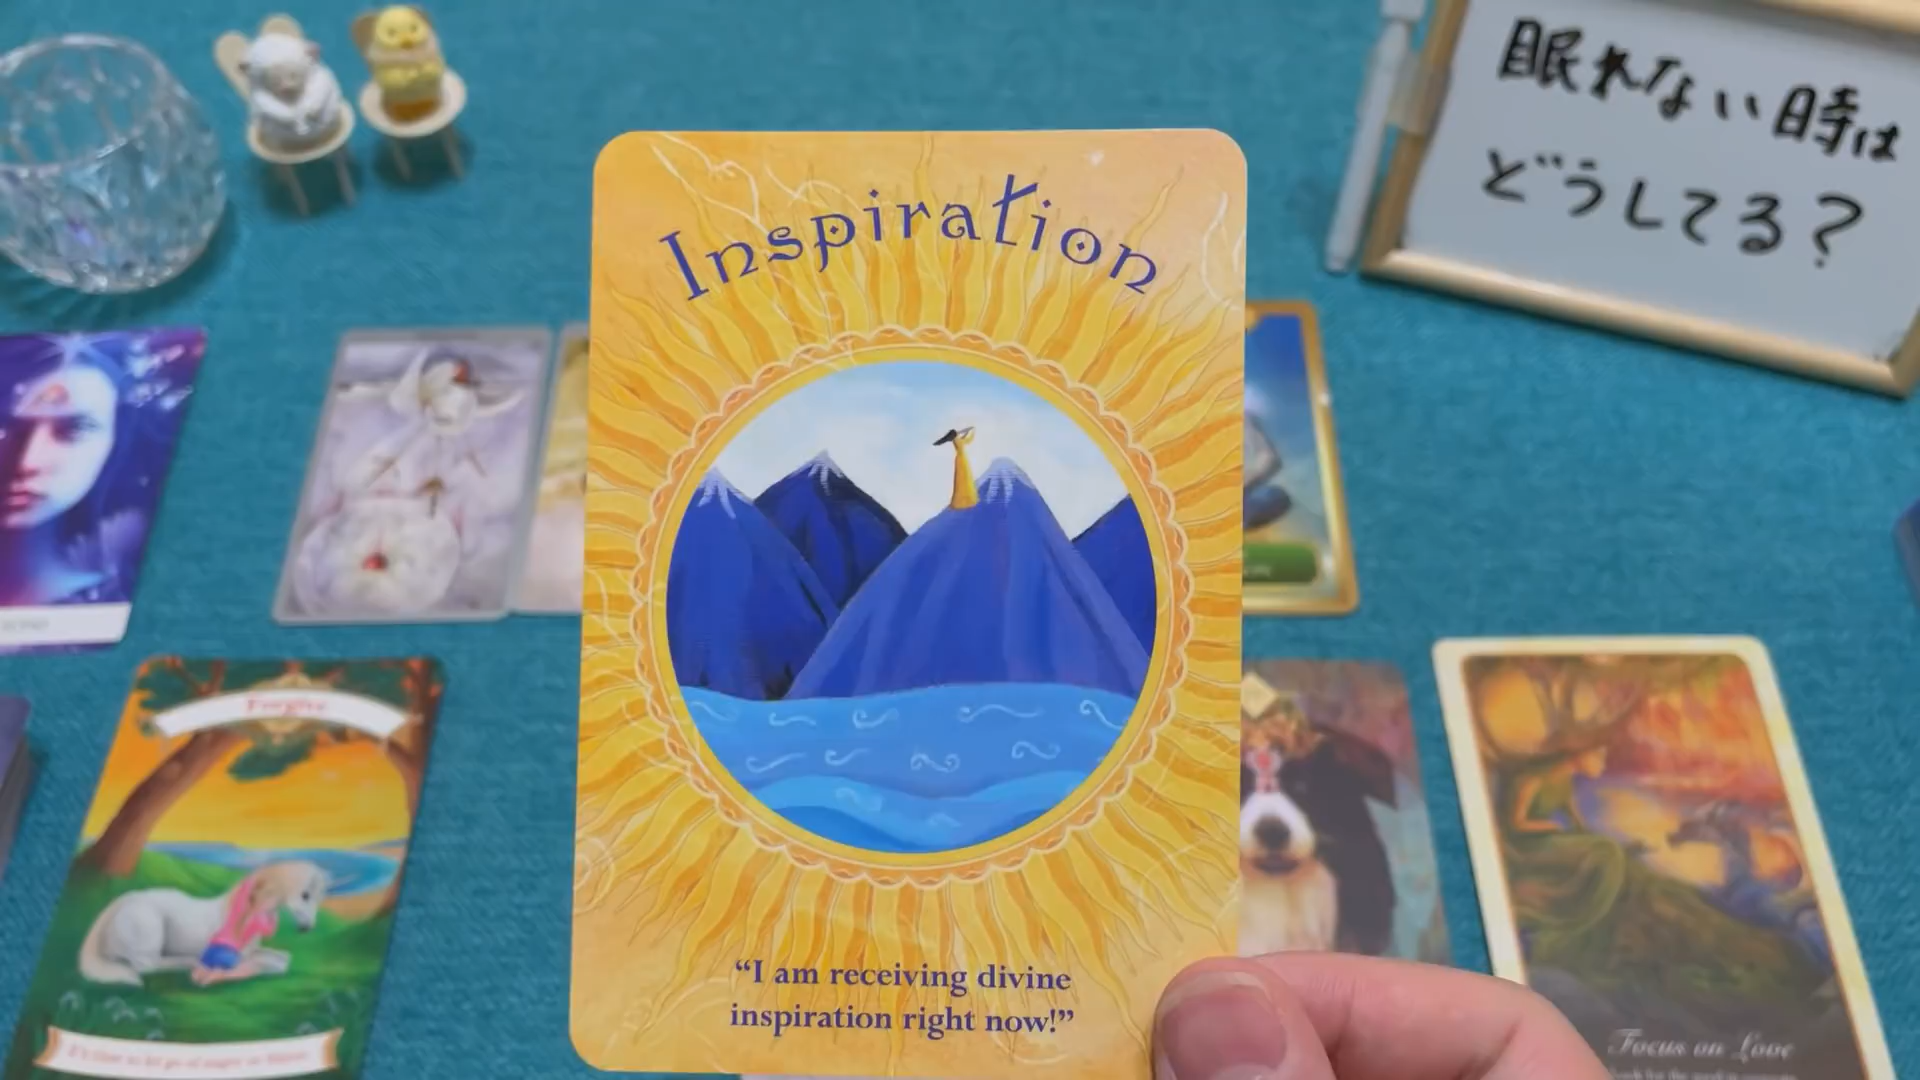 眠れない時は
どうしてる?
Inspiration
“I am receiving divine
inspiration right now!”
Forgive
Focus on Love